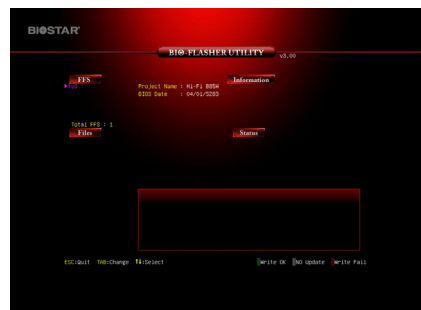 BIOSTAR
BIO-FLASHER UTILITY v3.00
FFS
Information
Project Name : Hi-Fi B85W
BIOS Date : 04/01/5283
Total FFS : 1
Files
Status
ESC:Quit TAB:Change ↑↓:Select
Write OK NO Update Write Fail